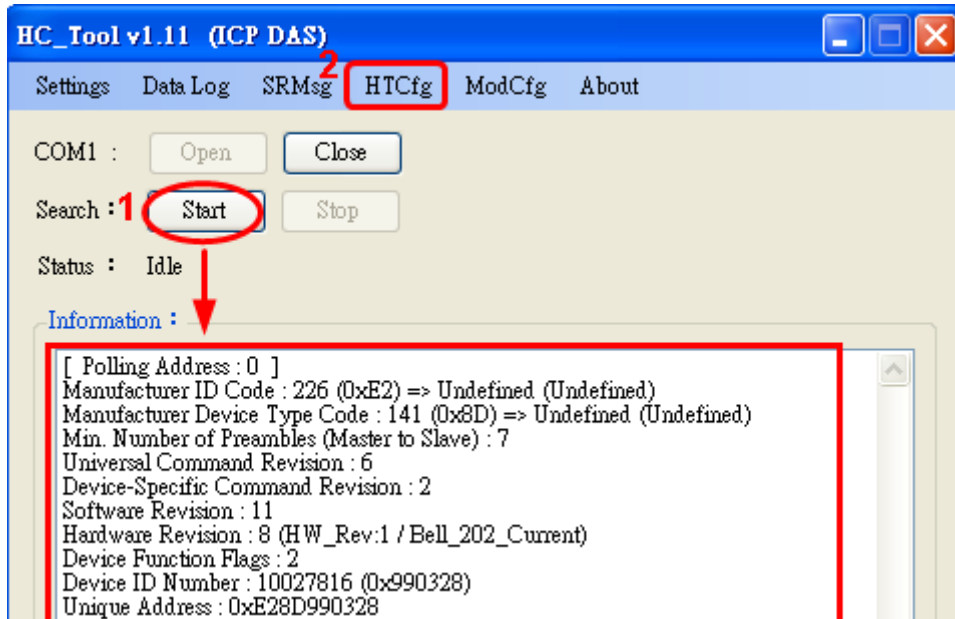 HC_Tool v1.11 (ICP DAS)
2
Settings Data Log SRMsg HTCfg ModCfg About
COM1 : Open Close
Search : 1 Start Stop
Status : Idle
Information :
[ Polling Address : 0 ]
Manufacturer ID Code : 226 (0xE2) => Undefined (Undefined)
Manufacturer Device Type Code : 141 (0x8D) => Undefined (Undefined)
Min. Number of Preambles (Master to Slave) : 7
Universal Command Revision : 6
Device-Specific Command Revision : 2
Software Revision : 11
Hardware Revision : 8 (HW_Rev:1 / Bell_202_Current)
Device Function Flags : 2
Device ID Number : 10027816 (0x990328)
Unique Address : 0xE28D990328